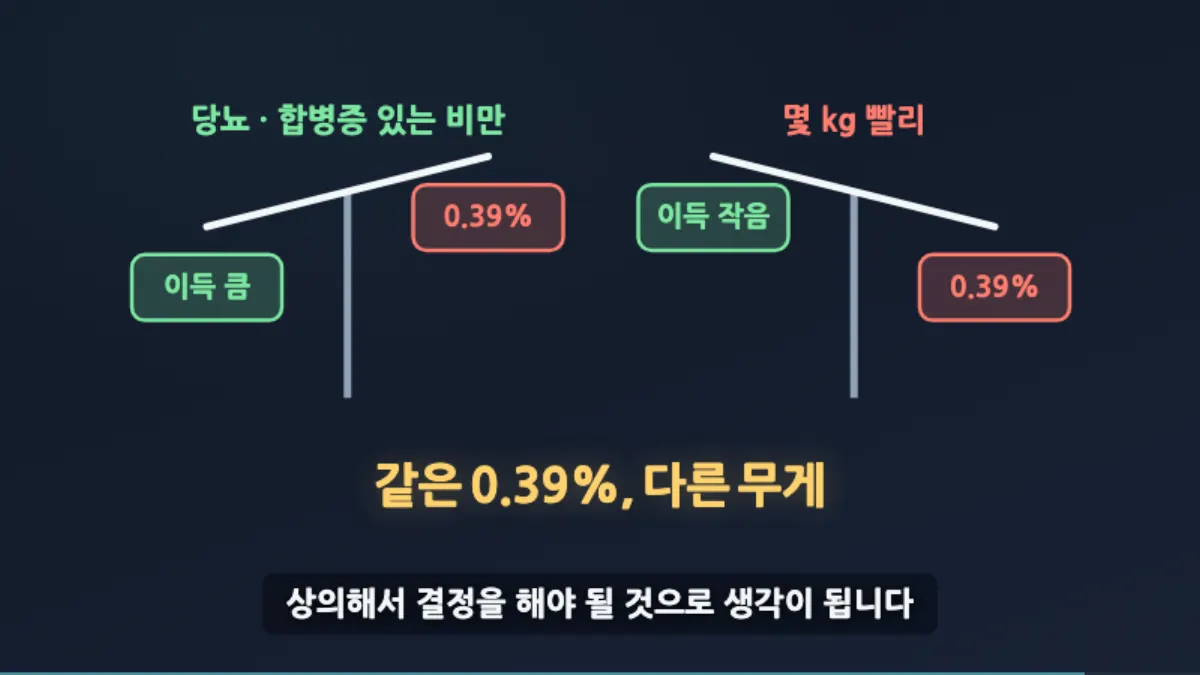 당뇨 · 합병증 있는 비만
이득 큼
0.39%
몇 kg 빨리
이득 작음
0.39%
같은 0.39%, 다른 무게
상의해서 결정을 해야 될 것으로 생각이 됩니다